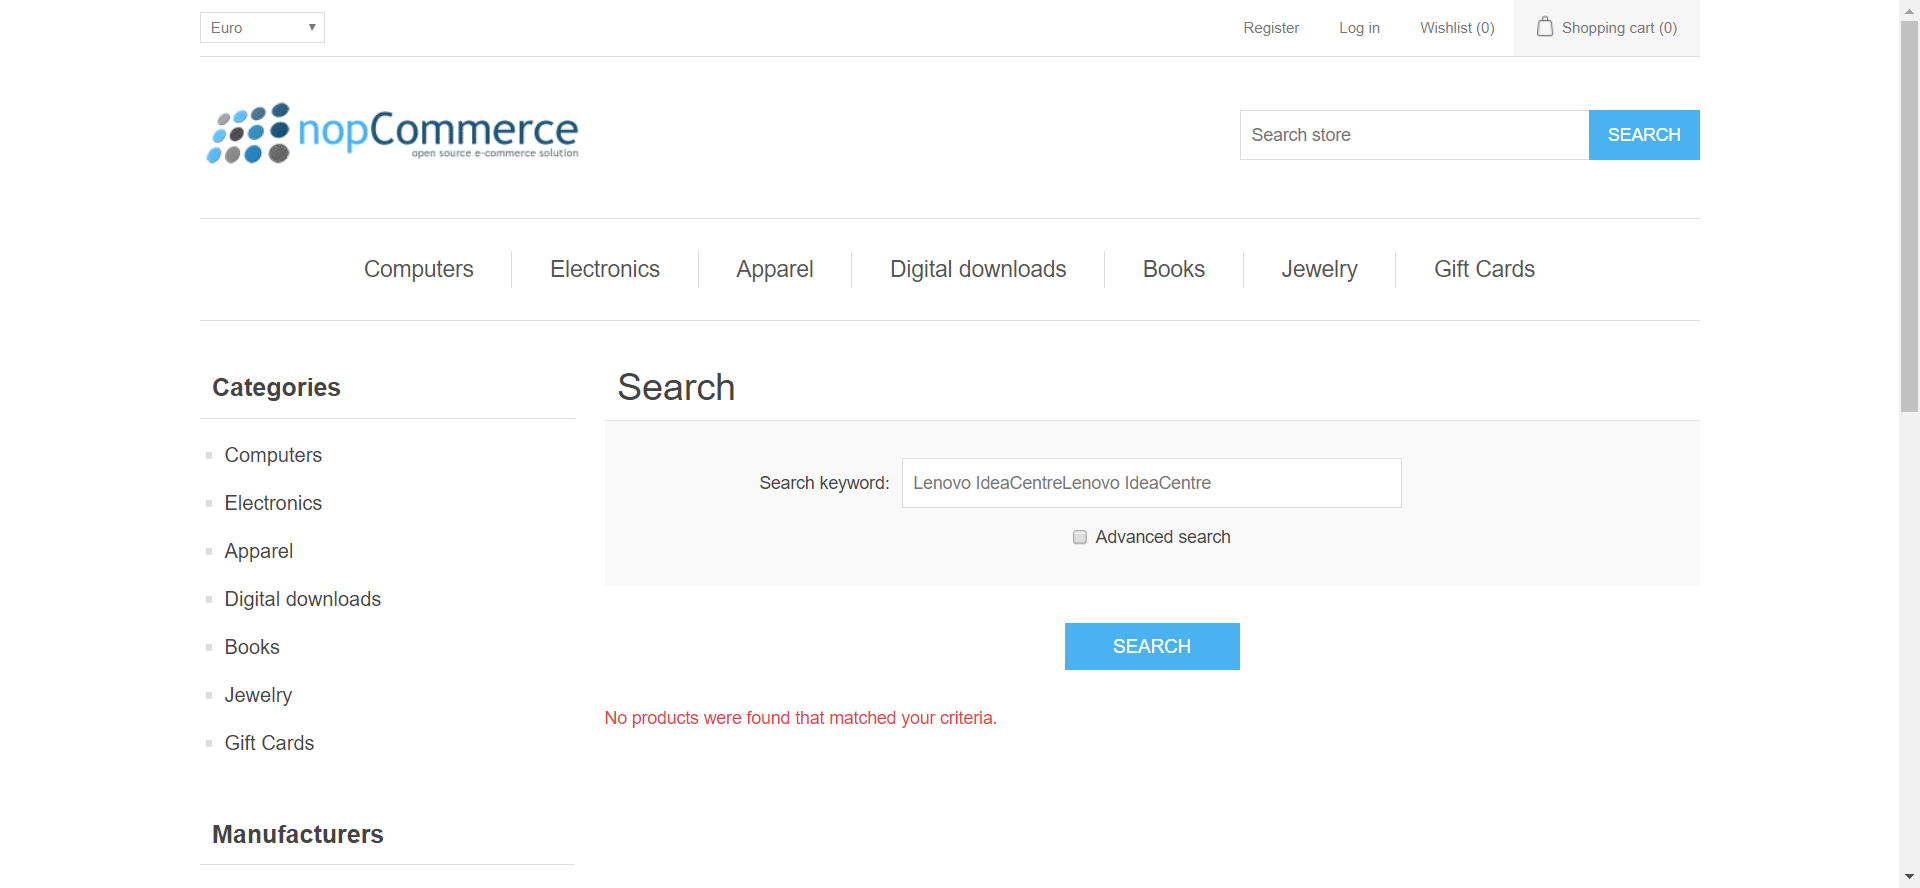 Euro
Register
Log in
Wishlist (0)
Shopping cart (0)
nopCommerce
open source e-commerce solution
Search store
SEARCH
Computers
Electronics
Apparel
Digital downloads
Books
Jewelry
Gift Cards
Categories
Computers
Electronics
Apparel
Digital downloads
Books
Jewelry
Gift Cards
Manufacturers
Search
Search keyword: Lenovo IdeaCentreLenovo IdeaCentre
Advanced search
SEARCH
No products were found that matched your criteria.